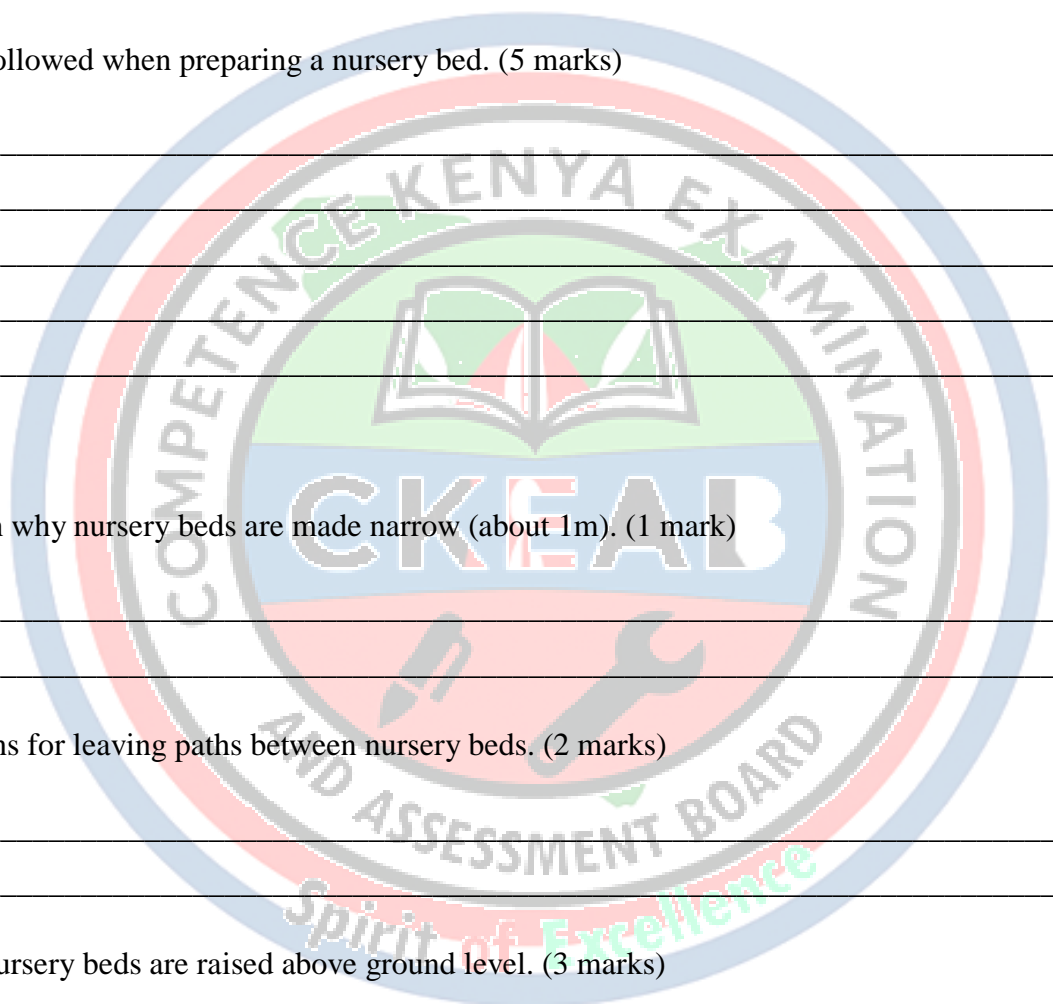 ollowed when preparing a nursery bed. (5 marks)
why nursery beds are made narrow (about 1m). (1 mark)
ns for leaving paths between nursery beds. (2 marks)
ursery beds are raised above ground level. (3 marks)
COMPETENCE KENYA EXAMINATION
AND ASSESSMENT BOARD
CKEAB
Spirit of Excellence